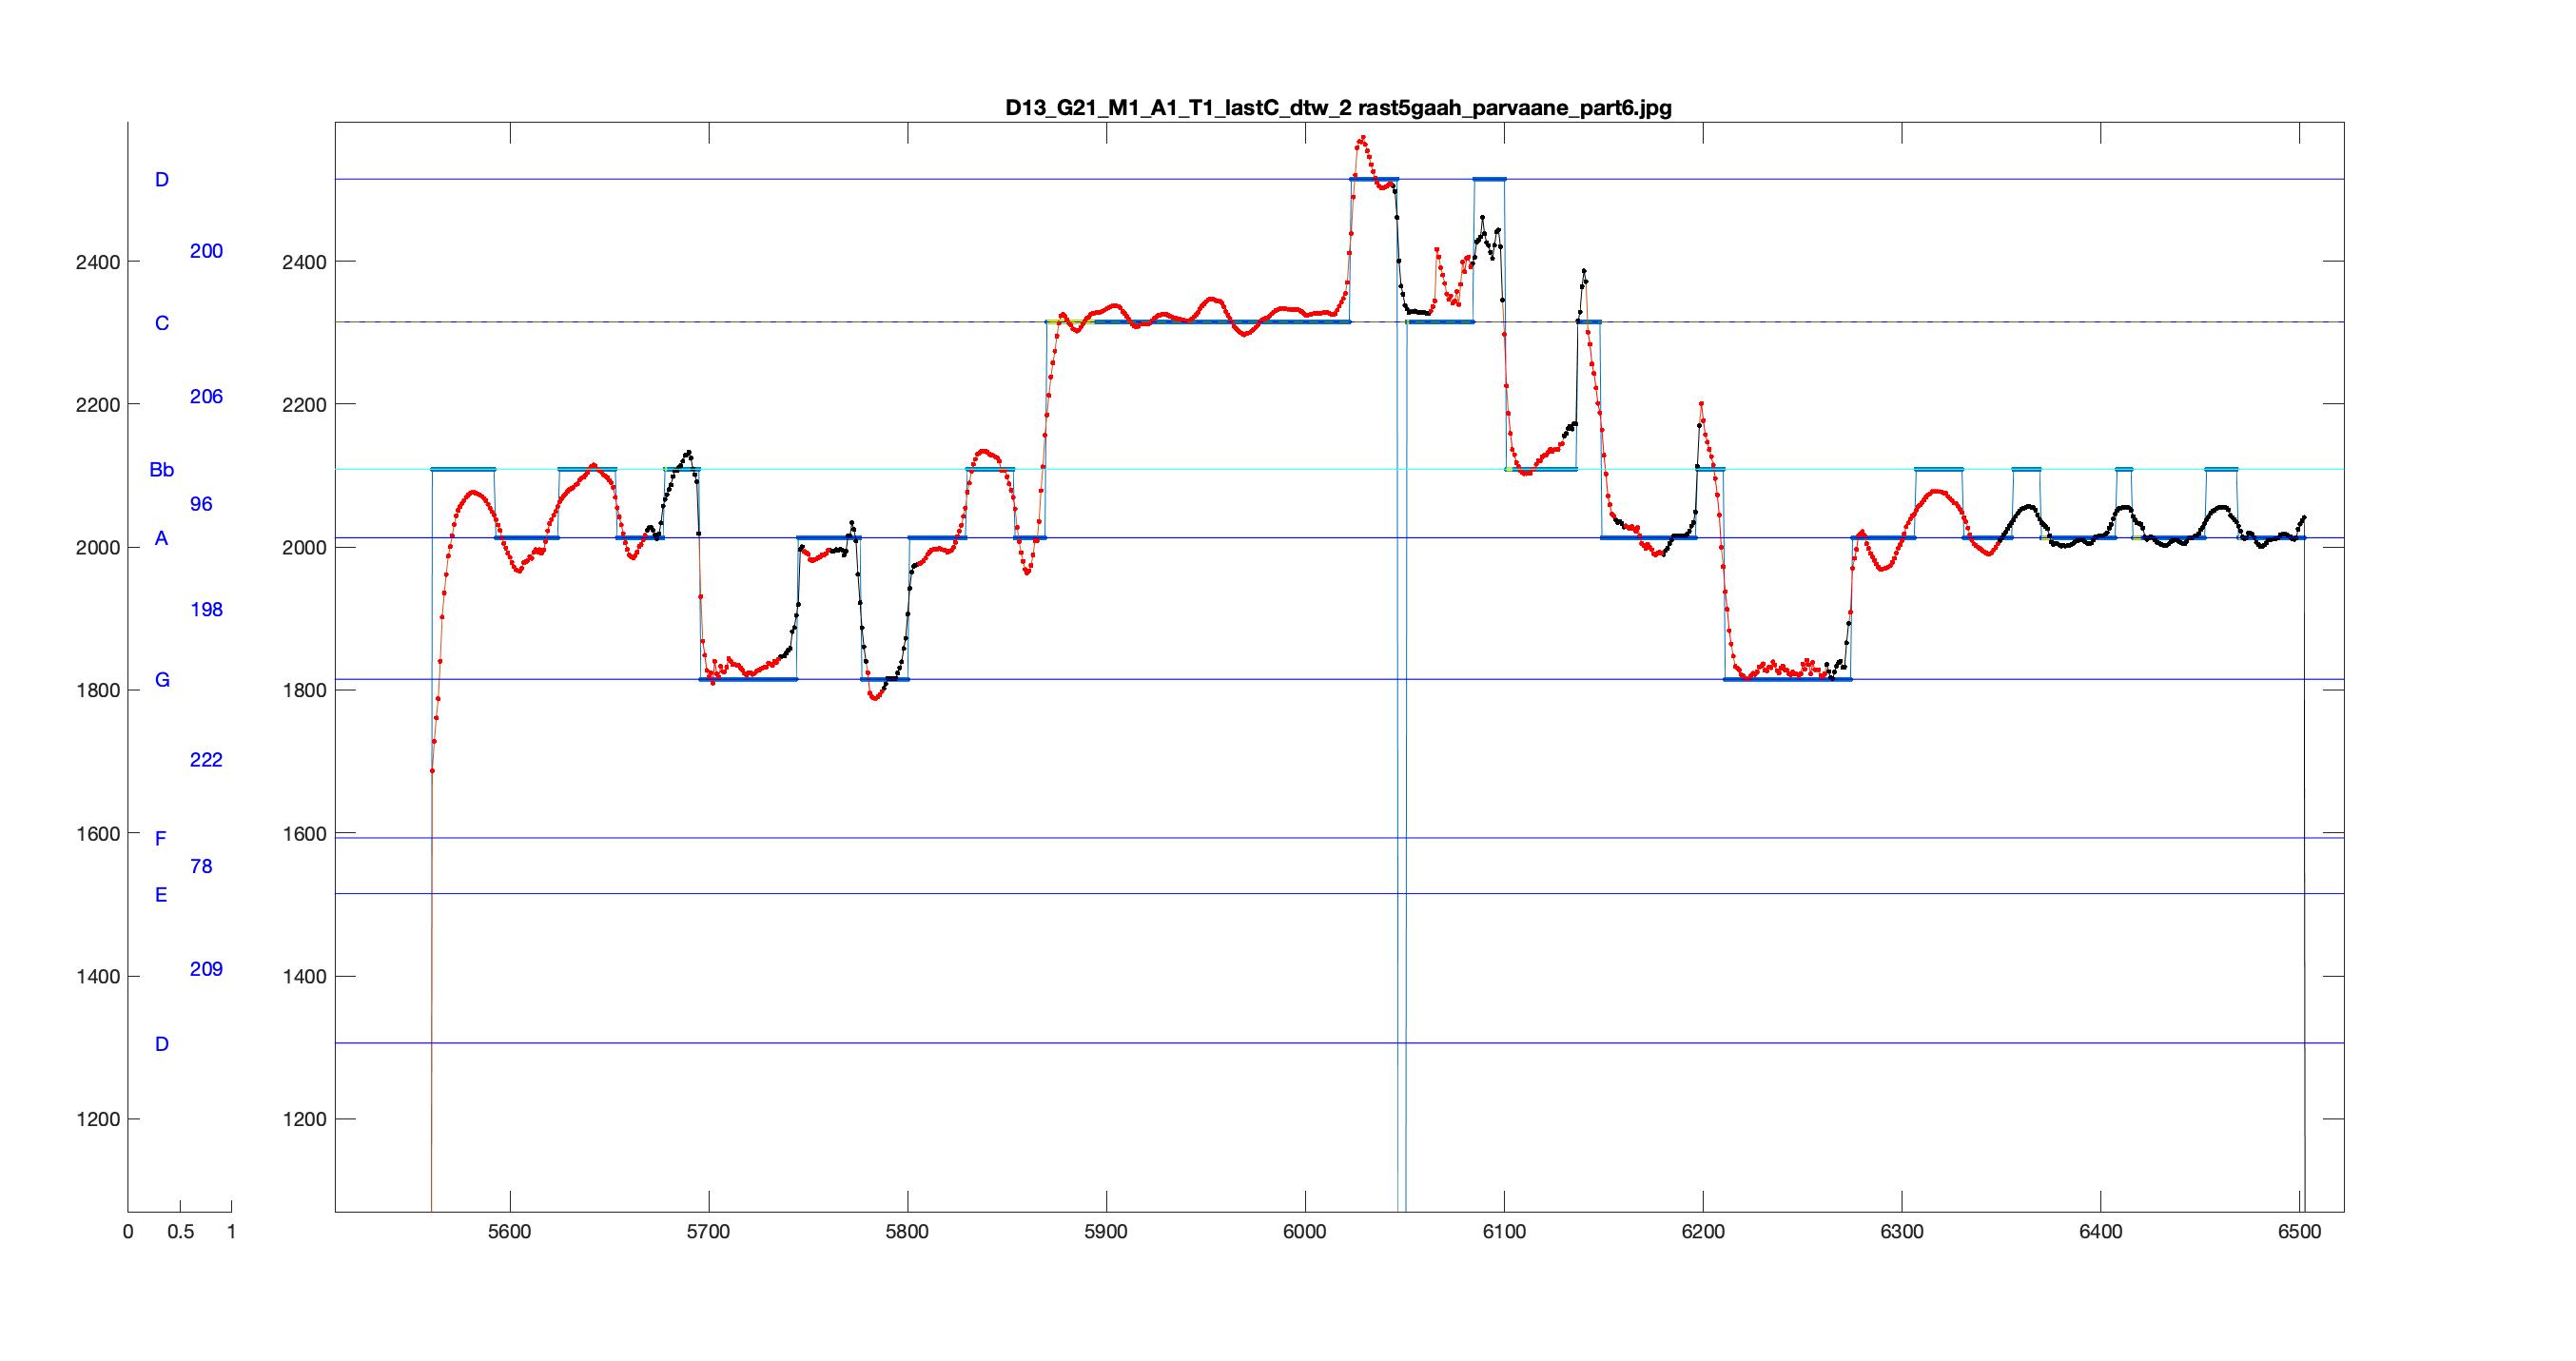 D13_G21_M1_A1_T1_lastC_dtw_2 rast5gaah_parvaane_part6.jpg
D
200
2400 2400
C
206
2200 2200
Bb
96
2000 A 2000
198
1800 G 1800
222
1600 F 1600
78
E
209
1400 1400
D
1200 1200
0 0.5 1 5600 5700 5800 5900 6000 6100 6200 6300 6400 6500